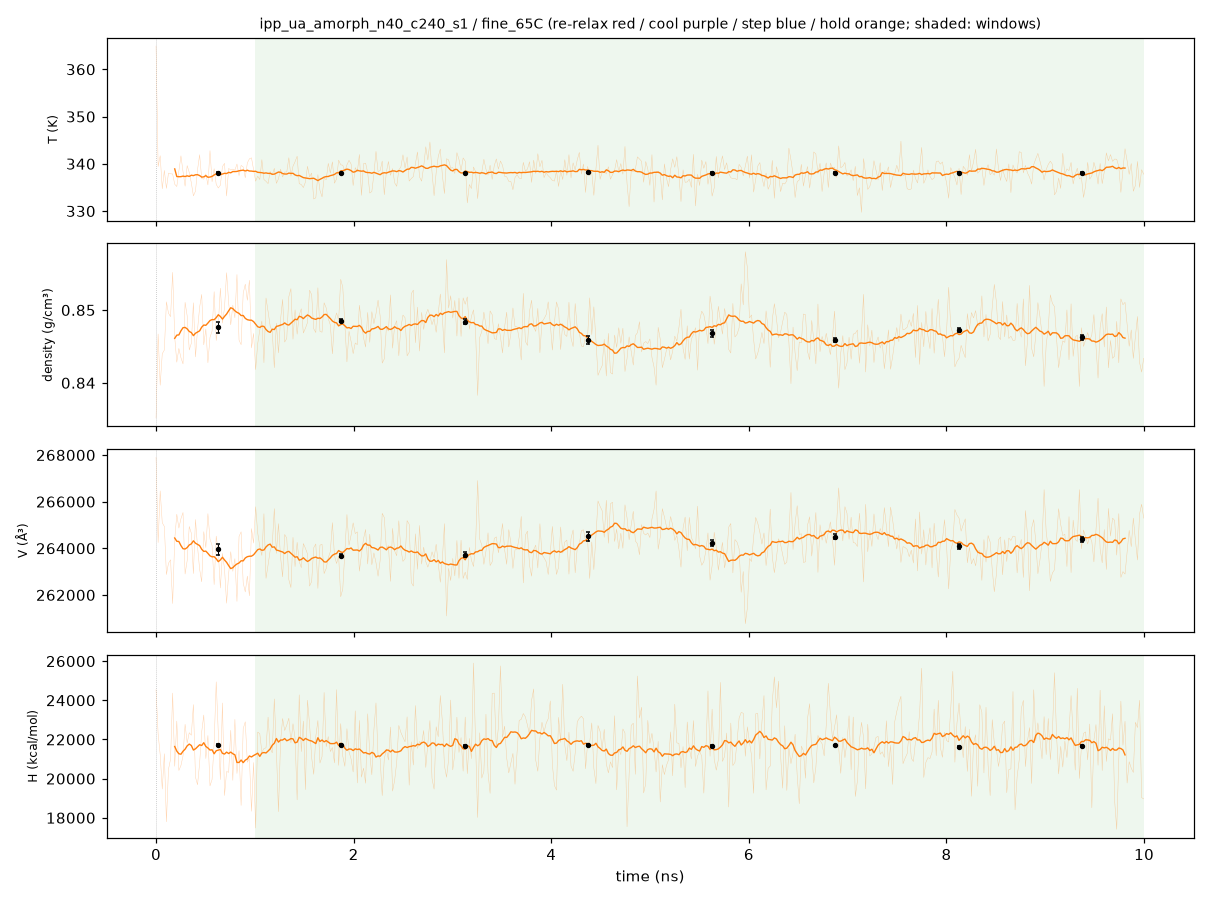 ipp_ua_amorph_n40_c240_s1 / fine_65C (re-relax red / cool purple / step blue / hold orange; shaded: windows)
360
350
340
330
T (K)
0.85
0.84
density (g/cm³)
268000
266000
264000
262000
V (Å³)
26000
24000
22000
20000
18000
H (kcal/mol)
0 2 4 6 8 10
time (ns)